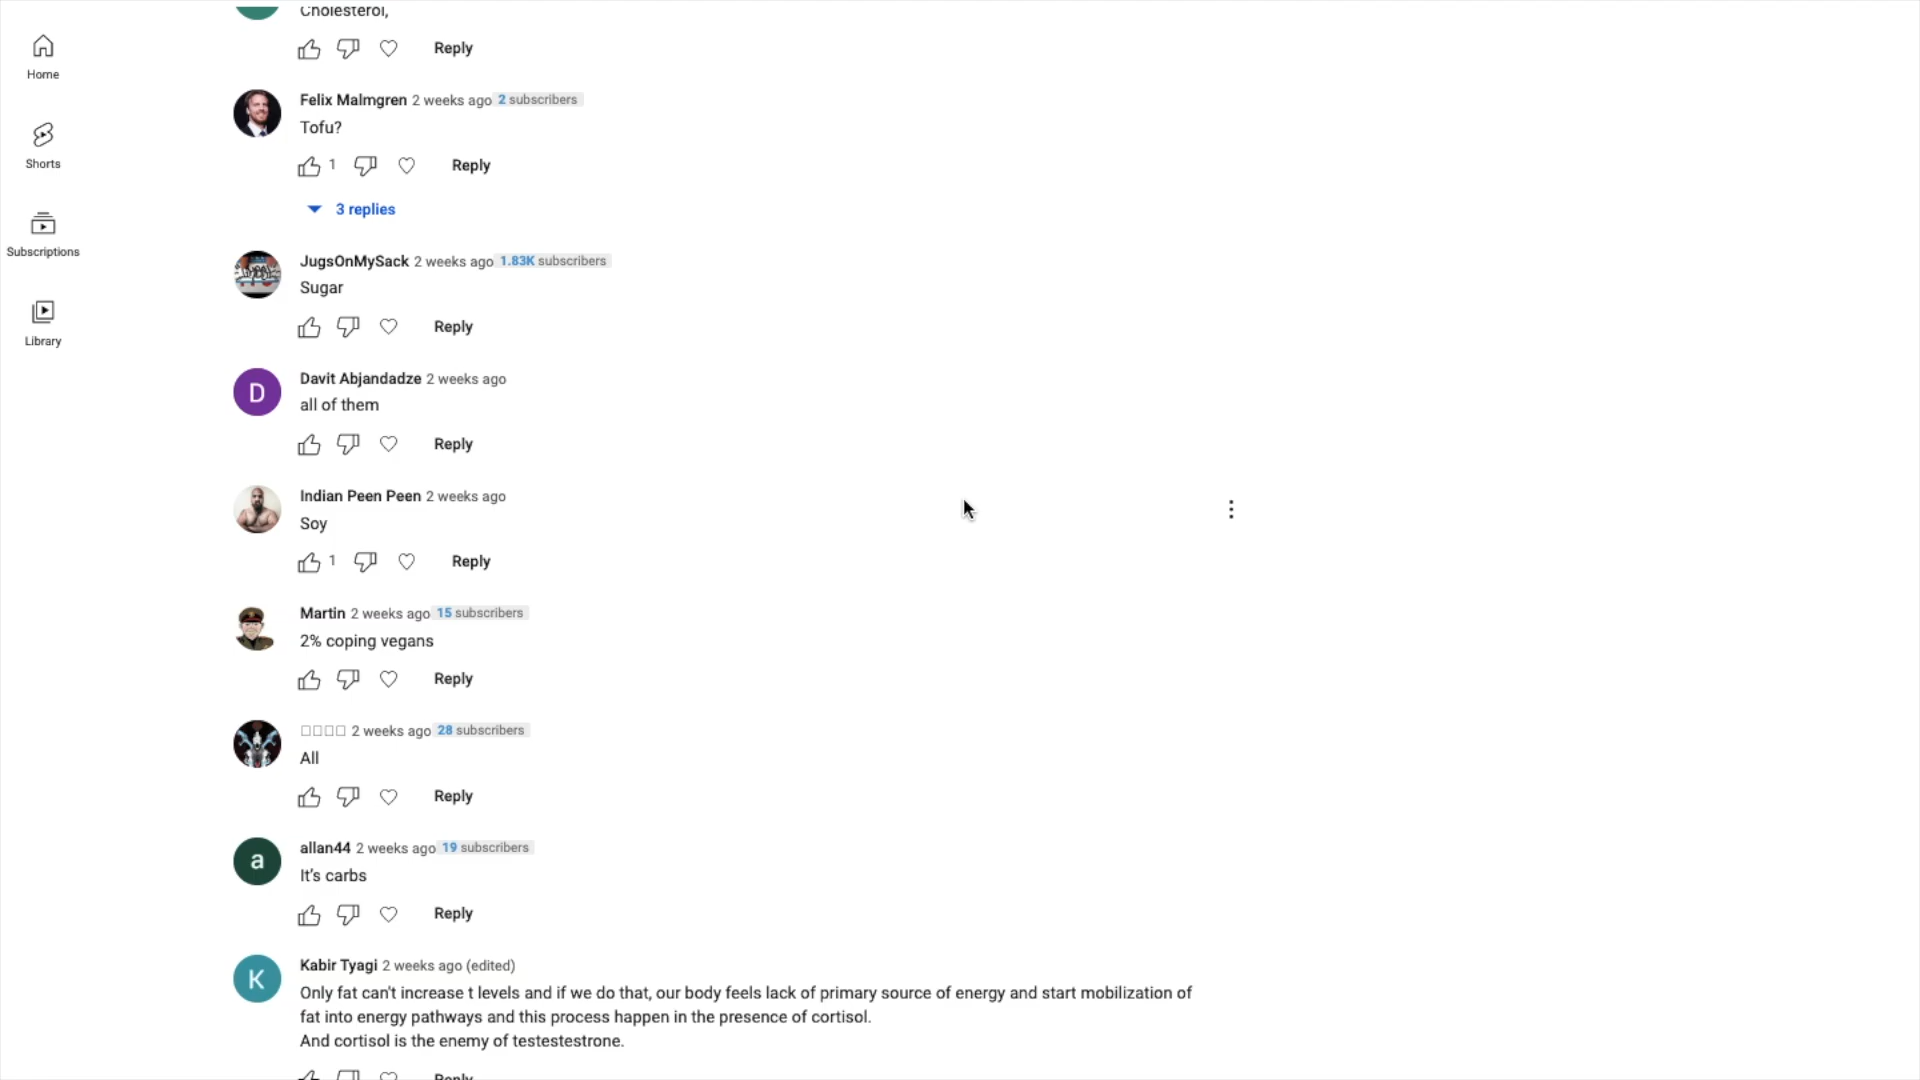 Cholesterol,
Reply
Home
Felix Malmgren 2 weeks ago 2 subscribers
Tofu?
1 Reply
Shorts
3 replies
Subscriptions
JugsOnMySack 2 weeks ago 1.83K subscribers
Sugar
Reply
Library
D
Davit Abjandadze 2 weeks ago
all of them
Reply
Indian Peen Peen 2 weeks ago
Soy
1 Reply
Martin 2 weeks ago 15 subscribers
2% coping vegans
Reply
2 weeks ago 28 subscribers
All
Reply
a
allan44 2 weeks ago 19 subscribers
It's carbs
Reply
K
Kabir Tyagi 2 weeks ago (edited)
Only fat can't increase t levels and if we do that, our body feels lack of primary source of energy and start mobilization of
fat into energy pathways and this process happen in the presence of cortisol.
And cortisol is the enemy of testestestrone.
Reply